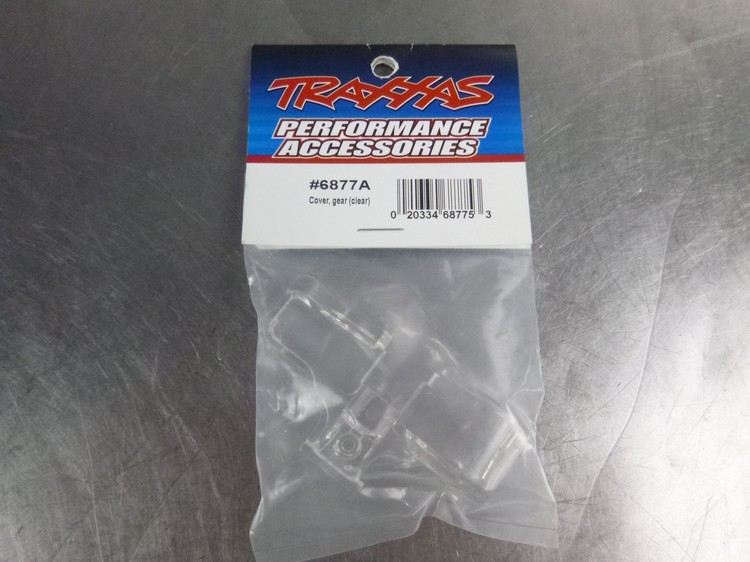 TRAXXAS
PERFORMANCE
ACCESSORIES
#6877A
Cover, gear (clear)
0 20334 68775 3